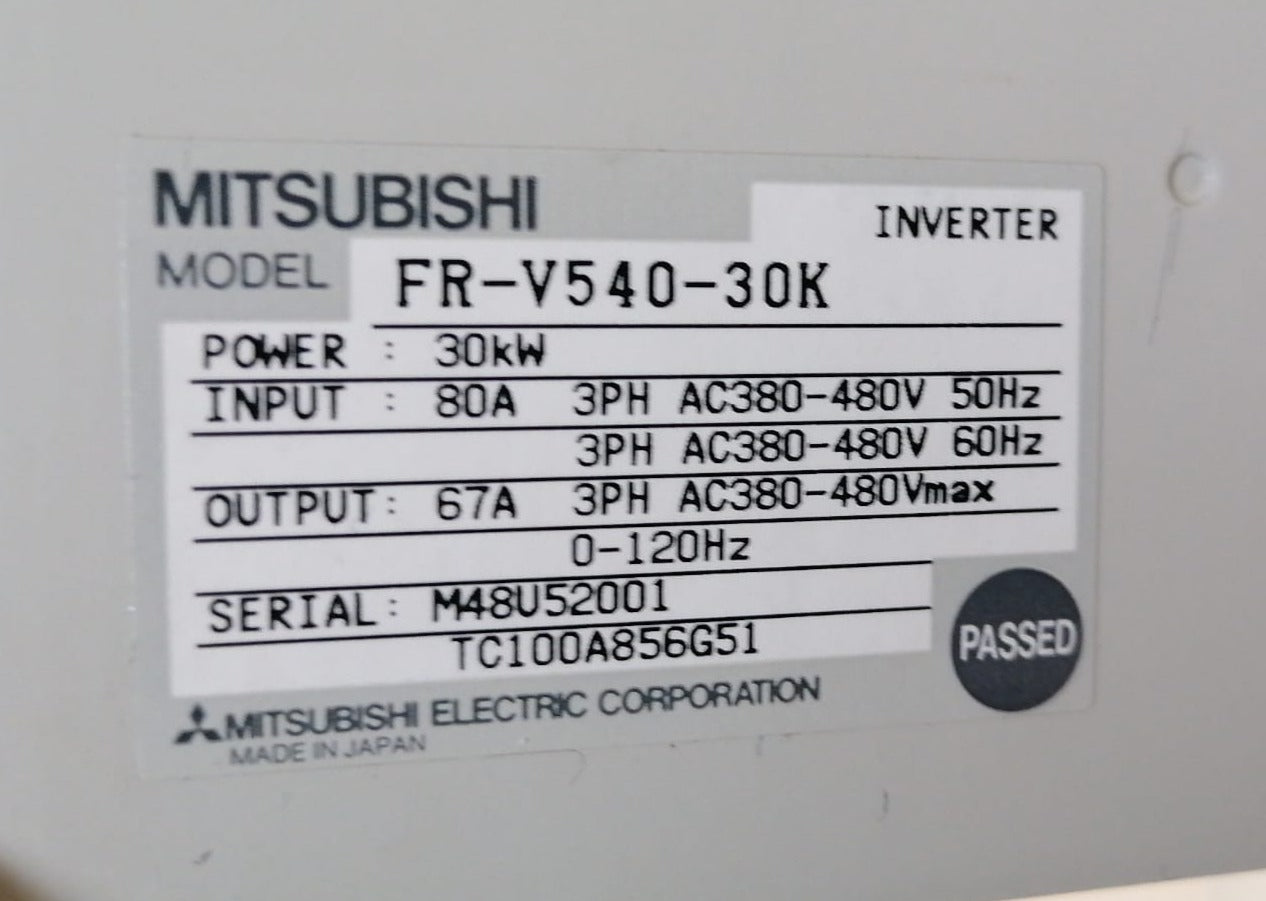 MITSUBISHI
INVERTER
MODEL FR-V540-30K
POWER : 30kW
INPUT : 80A 3PH AC380-480V 50Hz
3PH AC380-480V 60Hz
OUTPUT: 67A 3PH AC380-480Vmax
0-120Hz
SERIAL: M48U52001
TC100A856G51
PASSED
MITSUBISHI ELECTRIC CORPORATION
MADE IN JAPAN